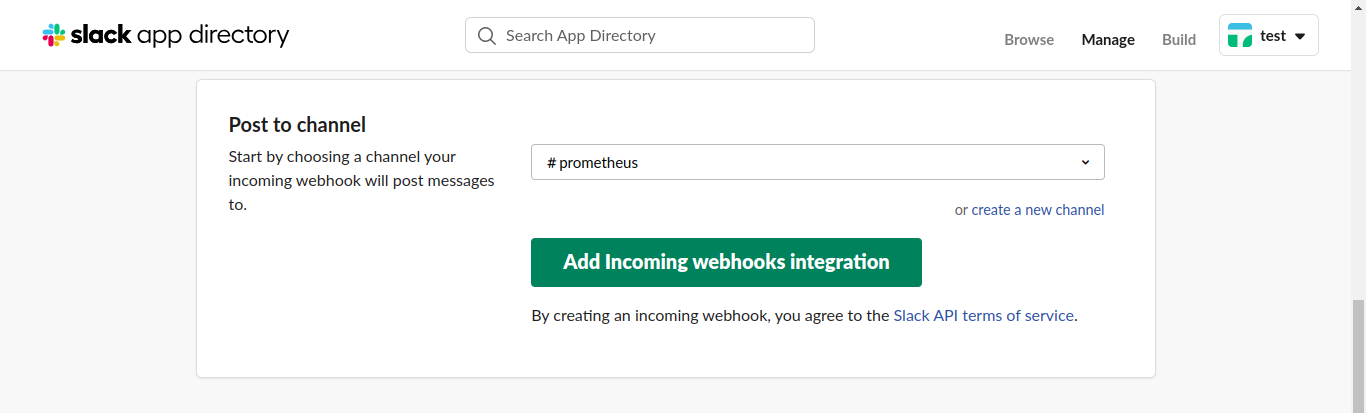 slack app directory
Search App Directory
Browse
Manage
Build
test
Post to channel
Start by choosing a channel your
incoming webhook will post messages
to.
# prometheus
or create a new channel
Add Incoming webhooks integration
By creating an incoming webhook, you agree to the Slack API terms of service.